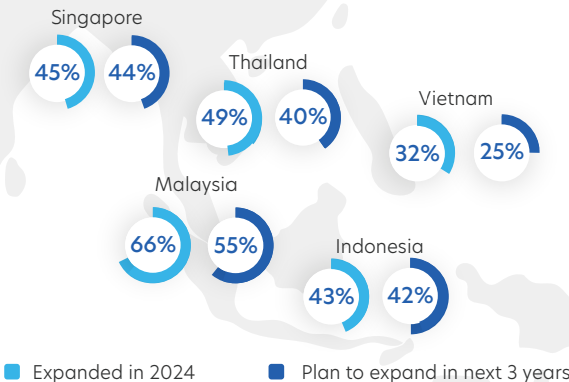 Singapore
45% 44%
Thailand
49% 40%
Vietnam
32% 25%
Malaysia
66% 55%
Indonesia
43% 42%
Expanded in 2024
Plan to expand in next 3 years